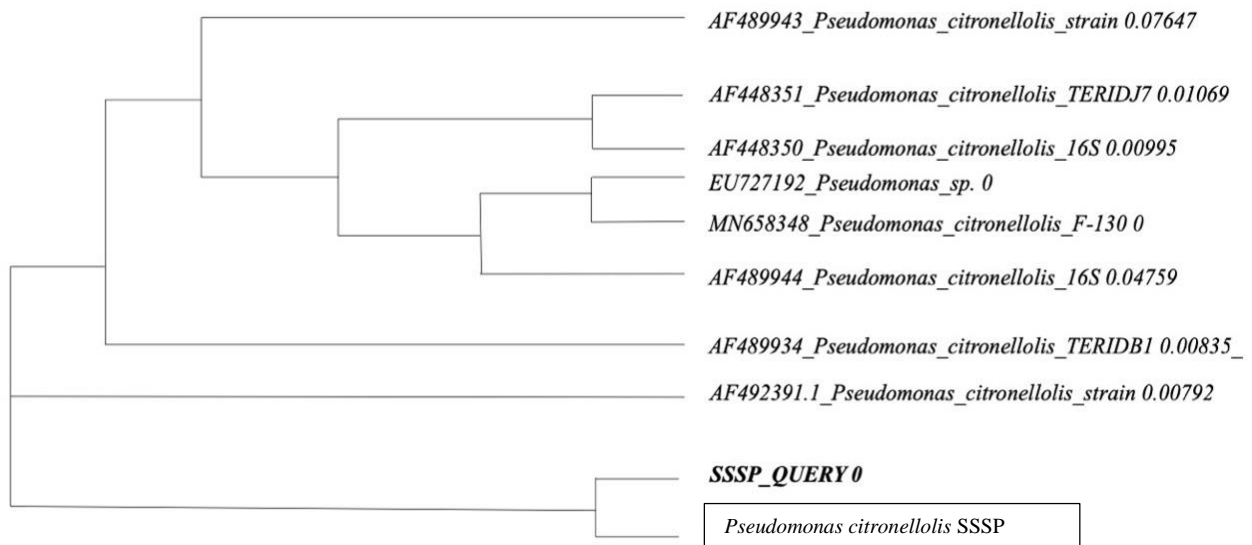 AF489943_Pseudomonas_citronellolis_strain 0.07647
AF448351_Pseudomonas_citronellolis_TERIDJ7 0.01069
AF448350_Pseudomonas_citronellolis_16S 0.00995
EU727192_Pseudomonas_sp. 0
MN658348_Pseudomonas_citronellolis_F-130 0
AF489944_Pseudomonas_citronellolis_16S 0.04759
AF489934_Pseudomonas_citronellolis_TERIDB1 0.00835_
AF492391.1_Pseudomonas_citronellolis_strain 0.00792
SSSP_QUERY 0
Pseudomonas citronellolis SSSP